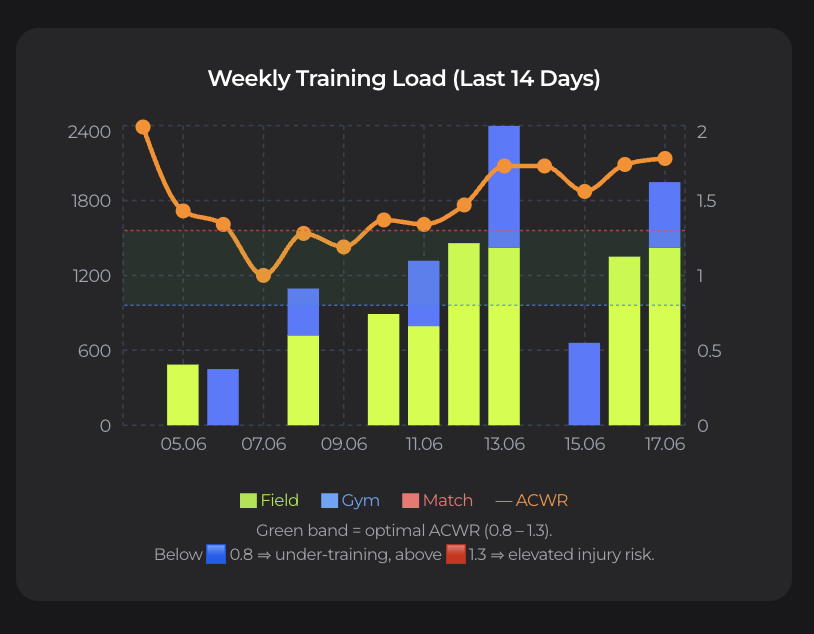 Weekly Training Load (Last 14 Days)
2400 2
1800 1.5
1200 1
600 0.5
0 0
05.06 07.06 09.06 11.06 13.06 15.06 17.06
Field Gym Match ACWR
Green band = optimal ACWR (0.8 – 1.3).
Below 🟦 0.8 ⇒ under-training, above 🟥 1.3 ⇒ elevated injury risk.